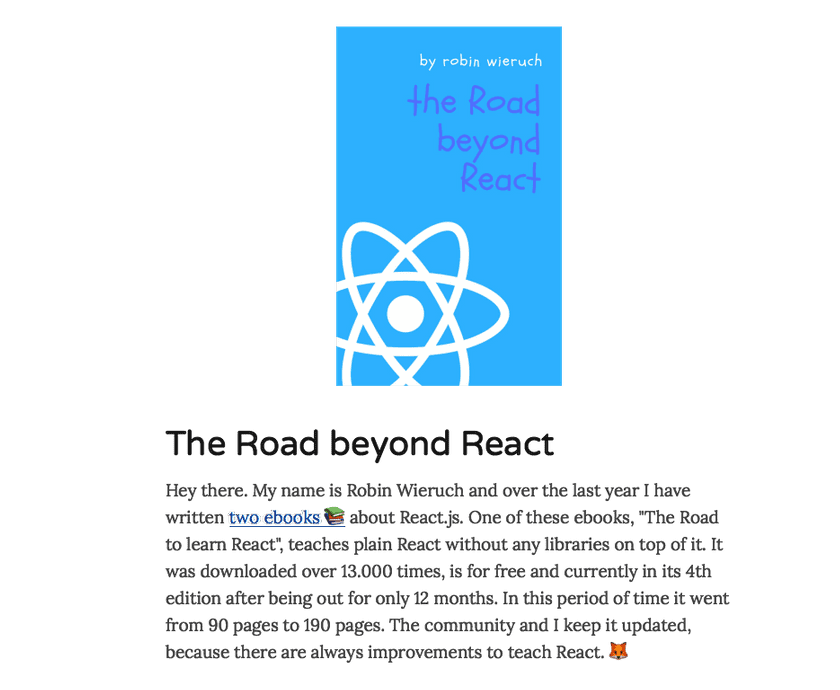 by robin wieruch
the Road
beyond
React
The Road beyond React
Hey there. My name is Robin Wieruch and over the last year I have
written two ebooks 📚 about React.js. One of these ebooks, "The Road
to learn React", teaches plain React without any libraries on top of it. It
was downloaded over 13.000 times, is for free and currently in its 4th
edition after being out for only 12 months. In this period of time it went
from 90 pages to 190 pages. The community and I keep it updated,
because there are always improvements to teach React. 🦊